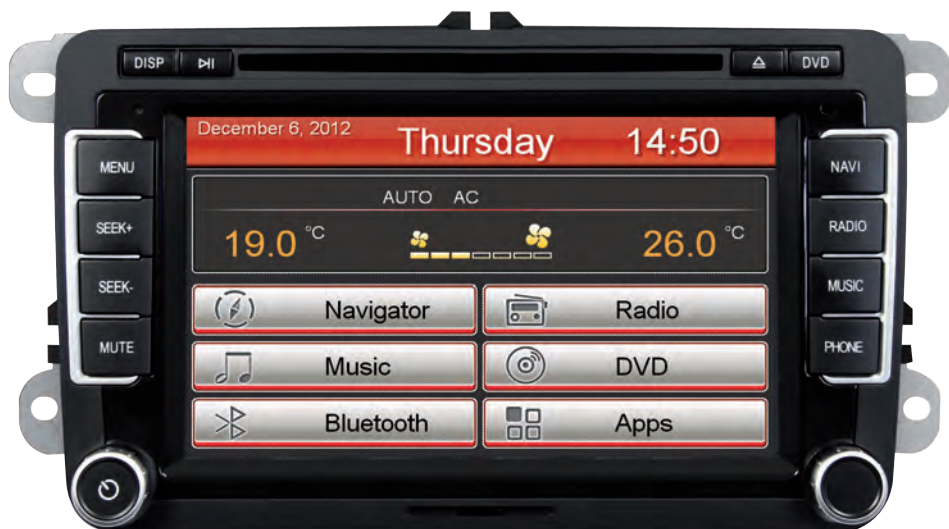 DISP
DVD
MENU
SEEK+
SEEK-
MUTE
December 6, 2012
Thursday 14:50
AUTO AC
19.0 °C
26.0 °C
Navigator
Radio
Music
DVD
Bluetooth
Apps
NAVI
RADIO
MUSIC
PHONE